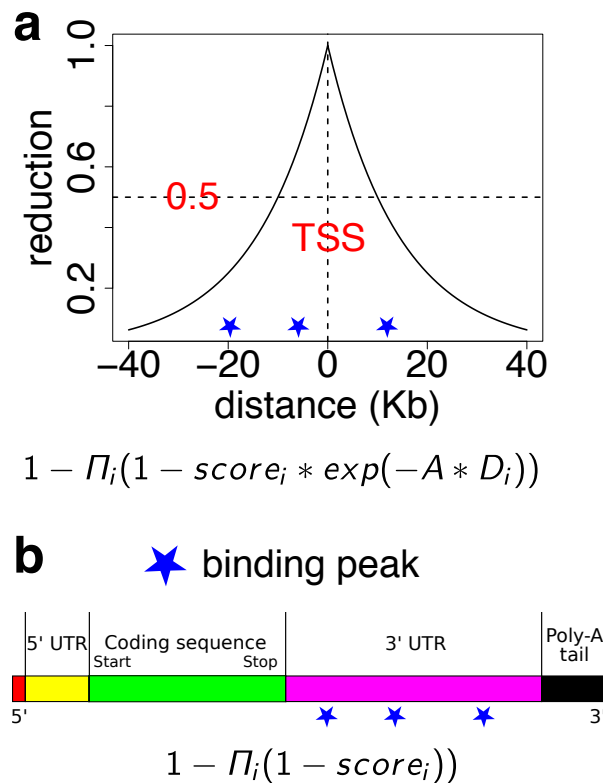 a
reduction
1.0
0.6
0.2
0.5
TSS
−40 −20 0 20 40
distance (Kb)
1 − Π_i(1 − score_i ∗ exp(−A ∗ D_i))
b
binding peak
5' UTR Coding sequence 3' UTR Poly-A tail
Start Stop
5' 3'
1 − Π_i(1 − score_i))